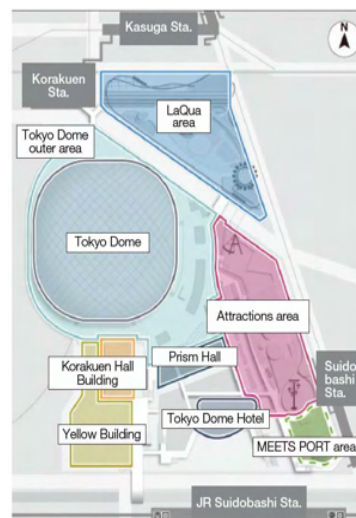 Kasuga Sta.
N
Korakuen
Sta.
LaQua
area
Tokyo Dome
outer area
Tokyo Dome
Attractions area
Prism Hall
Korakuen Hall
Building
Suido
bashi
Sta.
Tokyo Dome Hotel
Yellow Building
MEETS PORT area
JR Suidobashi Sta.